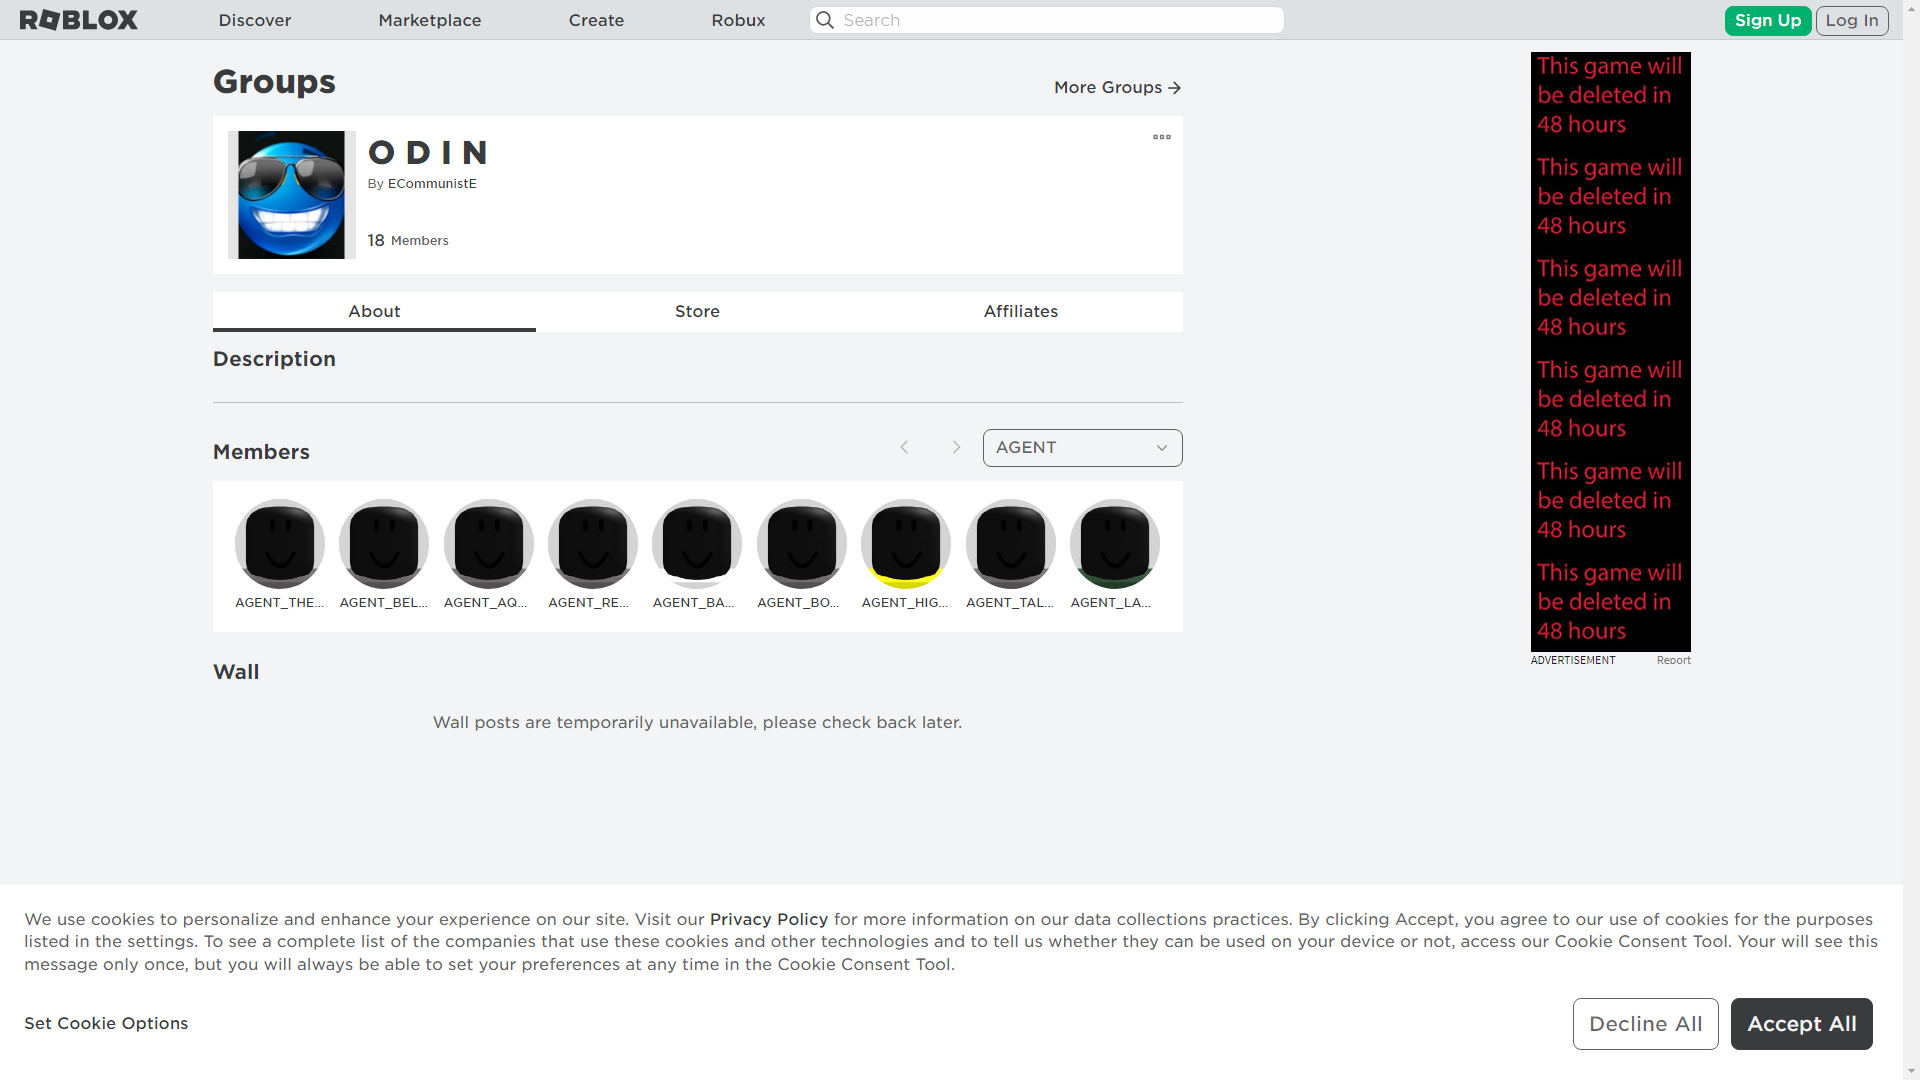 ROBLOX
Discover
Marketplace
Create
Robux
Search
Sign Up
Log In
Groups
More Groups
O D I N
By ECommunistE
18 Members
About
Store
Affiliates
Description
Members
AGENT
AGENT_THE...
AGENT_BEL...
AGENT_AQ...
AGENT_RE...
AGENT_BA...
AGENT_BO...
AGENT_HIG...
AGENT_TAL...
AGENT_LA...
Wall
Wall posts are temporarily unavailable, please check back later.
This game will
be deleted in
48 hours
This game will
be deleted in
48 hours
This game will
be deleted in
48 hours
This game will
be deleted in
48 hours
This game will
be deleted in
48 hours
This game will
be deleted in
48 hours
ADVERTISEMENT
Report
We use cookies to personalize and enhance your experience on our site. Visit our Privacy Policy for more information on our data collections practices. By clicking Accept, you agree to our use of cookies for the purposes
listed in the settings. To see a complete list of the companies that use these cookies and other technologies and to tell us whether they can be used on your device or not, access our Cookie Consent Tool. Your will see this
message only once, but you will always be able to set your preferences at any time in the Cookie Consent Tool.
Set Cookie Options
Decline All
Accept All